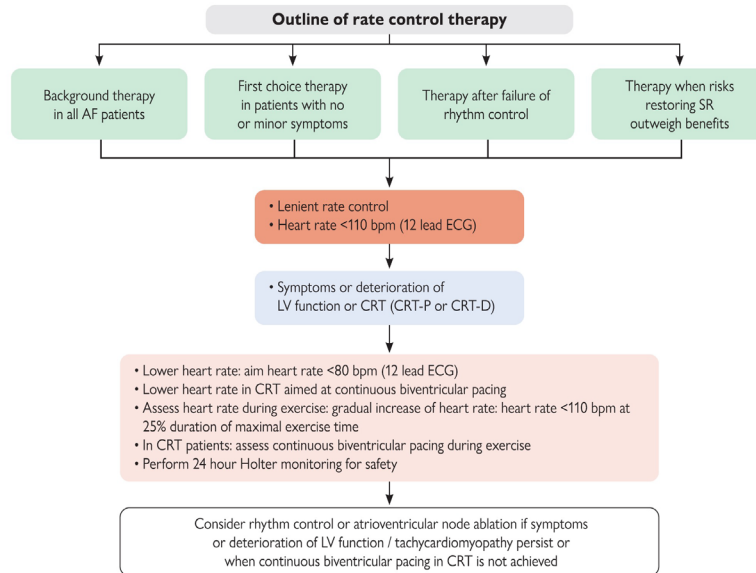 Outline of rate control therapy
Background therapy
in all AF patients
First choice therapy
in patients with no
or minor symptoms
Therapy after failure of
rhythm control
Therapy when risks
restoring SR
outweigh benefits
• Lenient rate control
• Heart rate <110 bpm (12 lead ECG)
• Symptoms or deterioration of
LV function or CRT (CRT-P or CRT-D)
• Lower heart rate: aim heart rate <80 bpm (12 lead ECG)
• Lower heart rate in CRT aimed at continuous biventricular pacing
• Assess heart rate during exercise: gradual increase of heart rate: heart rate <110 bpm at
25% duration of maximal exercise time
• In CRT patients: assess continuous biventricular pacing during exercise
• Perform 24 hour Holter monitoring for safety
Consider rhythm control or atrioventricular node ablation if symptoms
or deterioration of LV function / tachycardiomyopathy persist or
when continuous biventricular pacing in CRT is not achieved